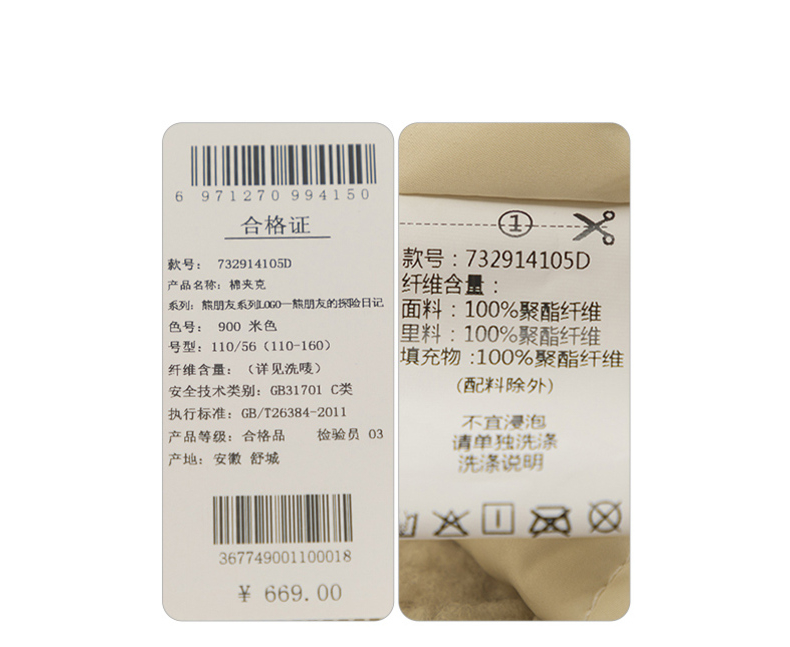 6 971270 994150
合格证
款号： 732914105D
产品名称：棉夹克
系列：熊朋友系列LOGO—熊朋友的探险日记
色号： 900 米色
号型：110/56（110-160）
纤维含量：（详见洗唛）
安全技术类别：GB31701 C类
执行标准：GB/T26384-2011
产品等级：合格品 检验员 03
产地：安徽 舒城
367749001100018
¥ 669.00
1
款号：732914105D
纤维含量：
面料：100%聚酯纤维
里料：100%聚酯纤维
填充物：100%聚酯纤维
(配料除外)
不宜浸泡
请单独洗涤
洗涤说明